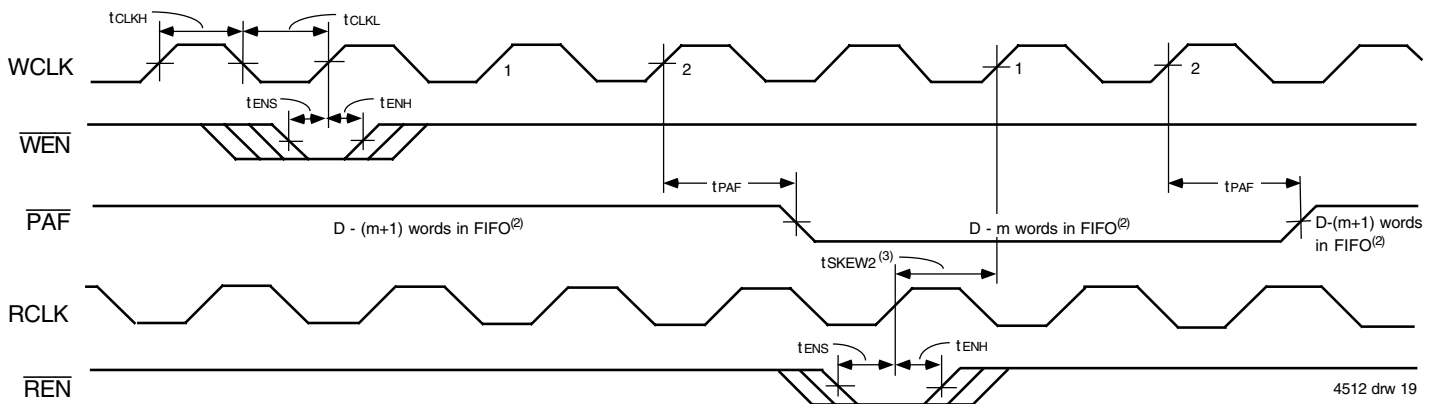 tCLKH
tCLKL
WCLK
1
2
1
2
tENS
tENH
WEN
tPAF
tPAF
PAF
D - (m+1) words in FIFO(2)
D - m words in FIFO(2)
D-(m+1) words
in FIFO(2)
tSKEW2(3)
RCLK
tENS
tENH
REN
4512 drw 19